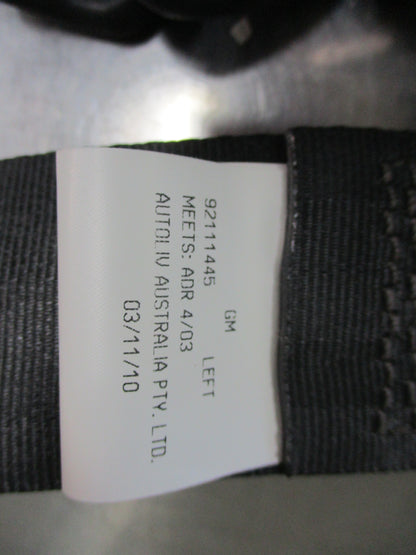 GM
92111445 LEFT
MEETS: ADR 4/03
AUTOLIV AUSTRALIA PTY. LTD.
03/11/10